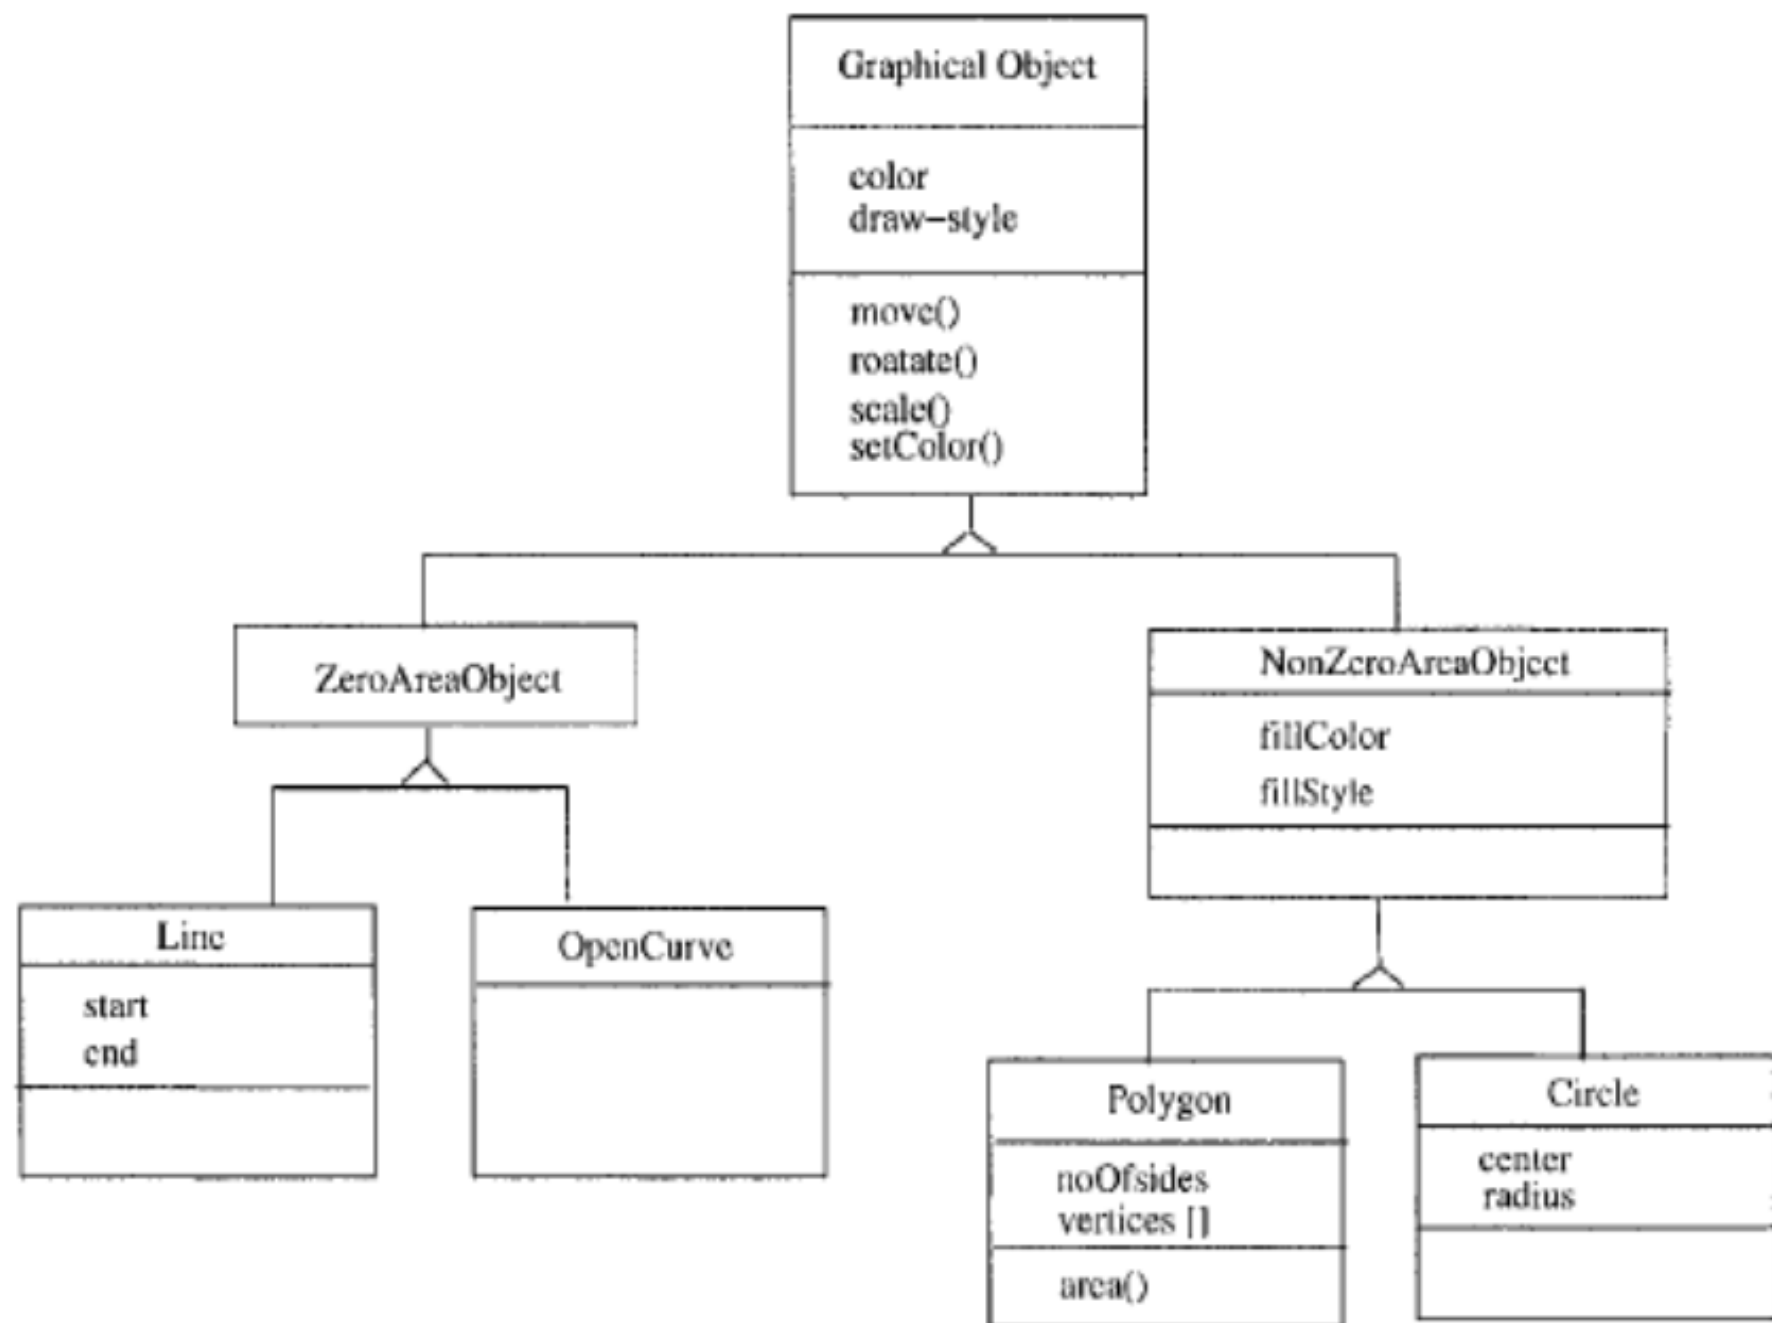 Graphical Object
color
draw-style
move()
roatate()
scale()
setColor()
ZeroAreaObject
NonZeroAreaObject
fillColor
fillStyle
Line
start
end
OpenCurve
Polygon
noOfsides
vertices []
area()
Circle
center
radius